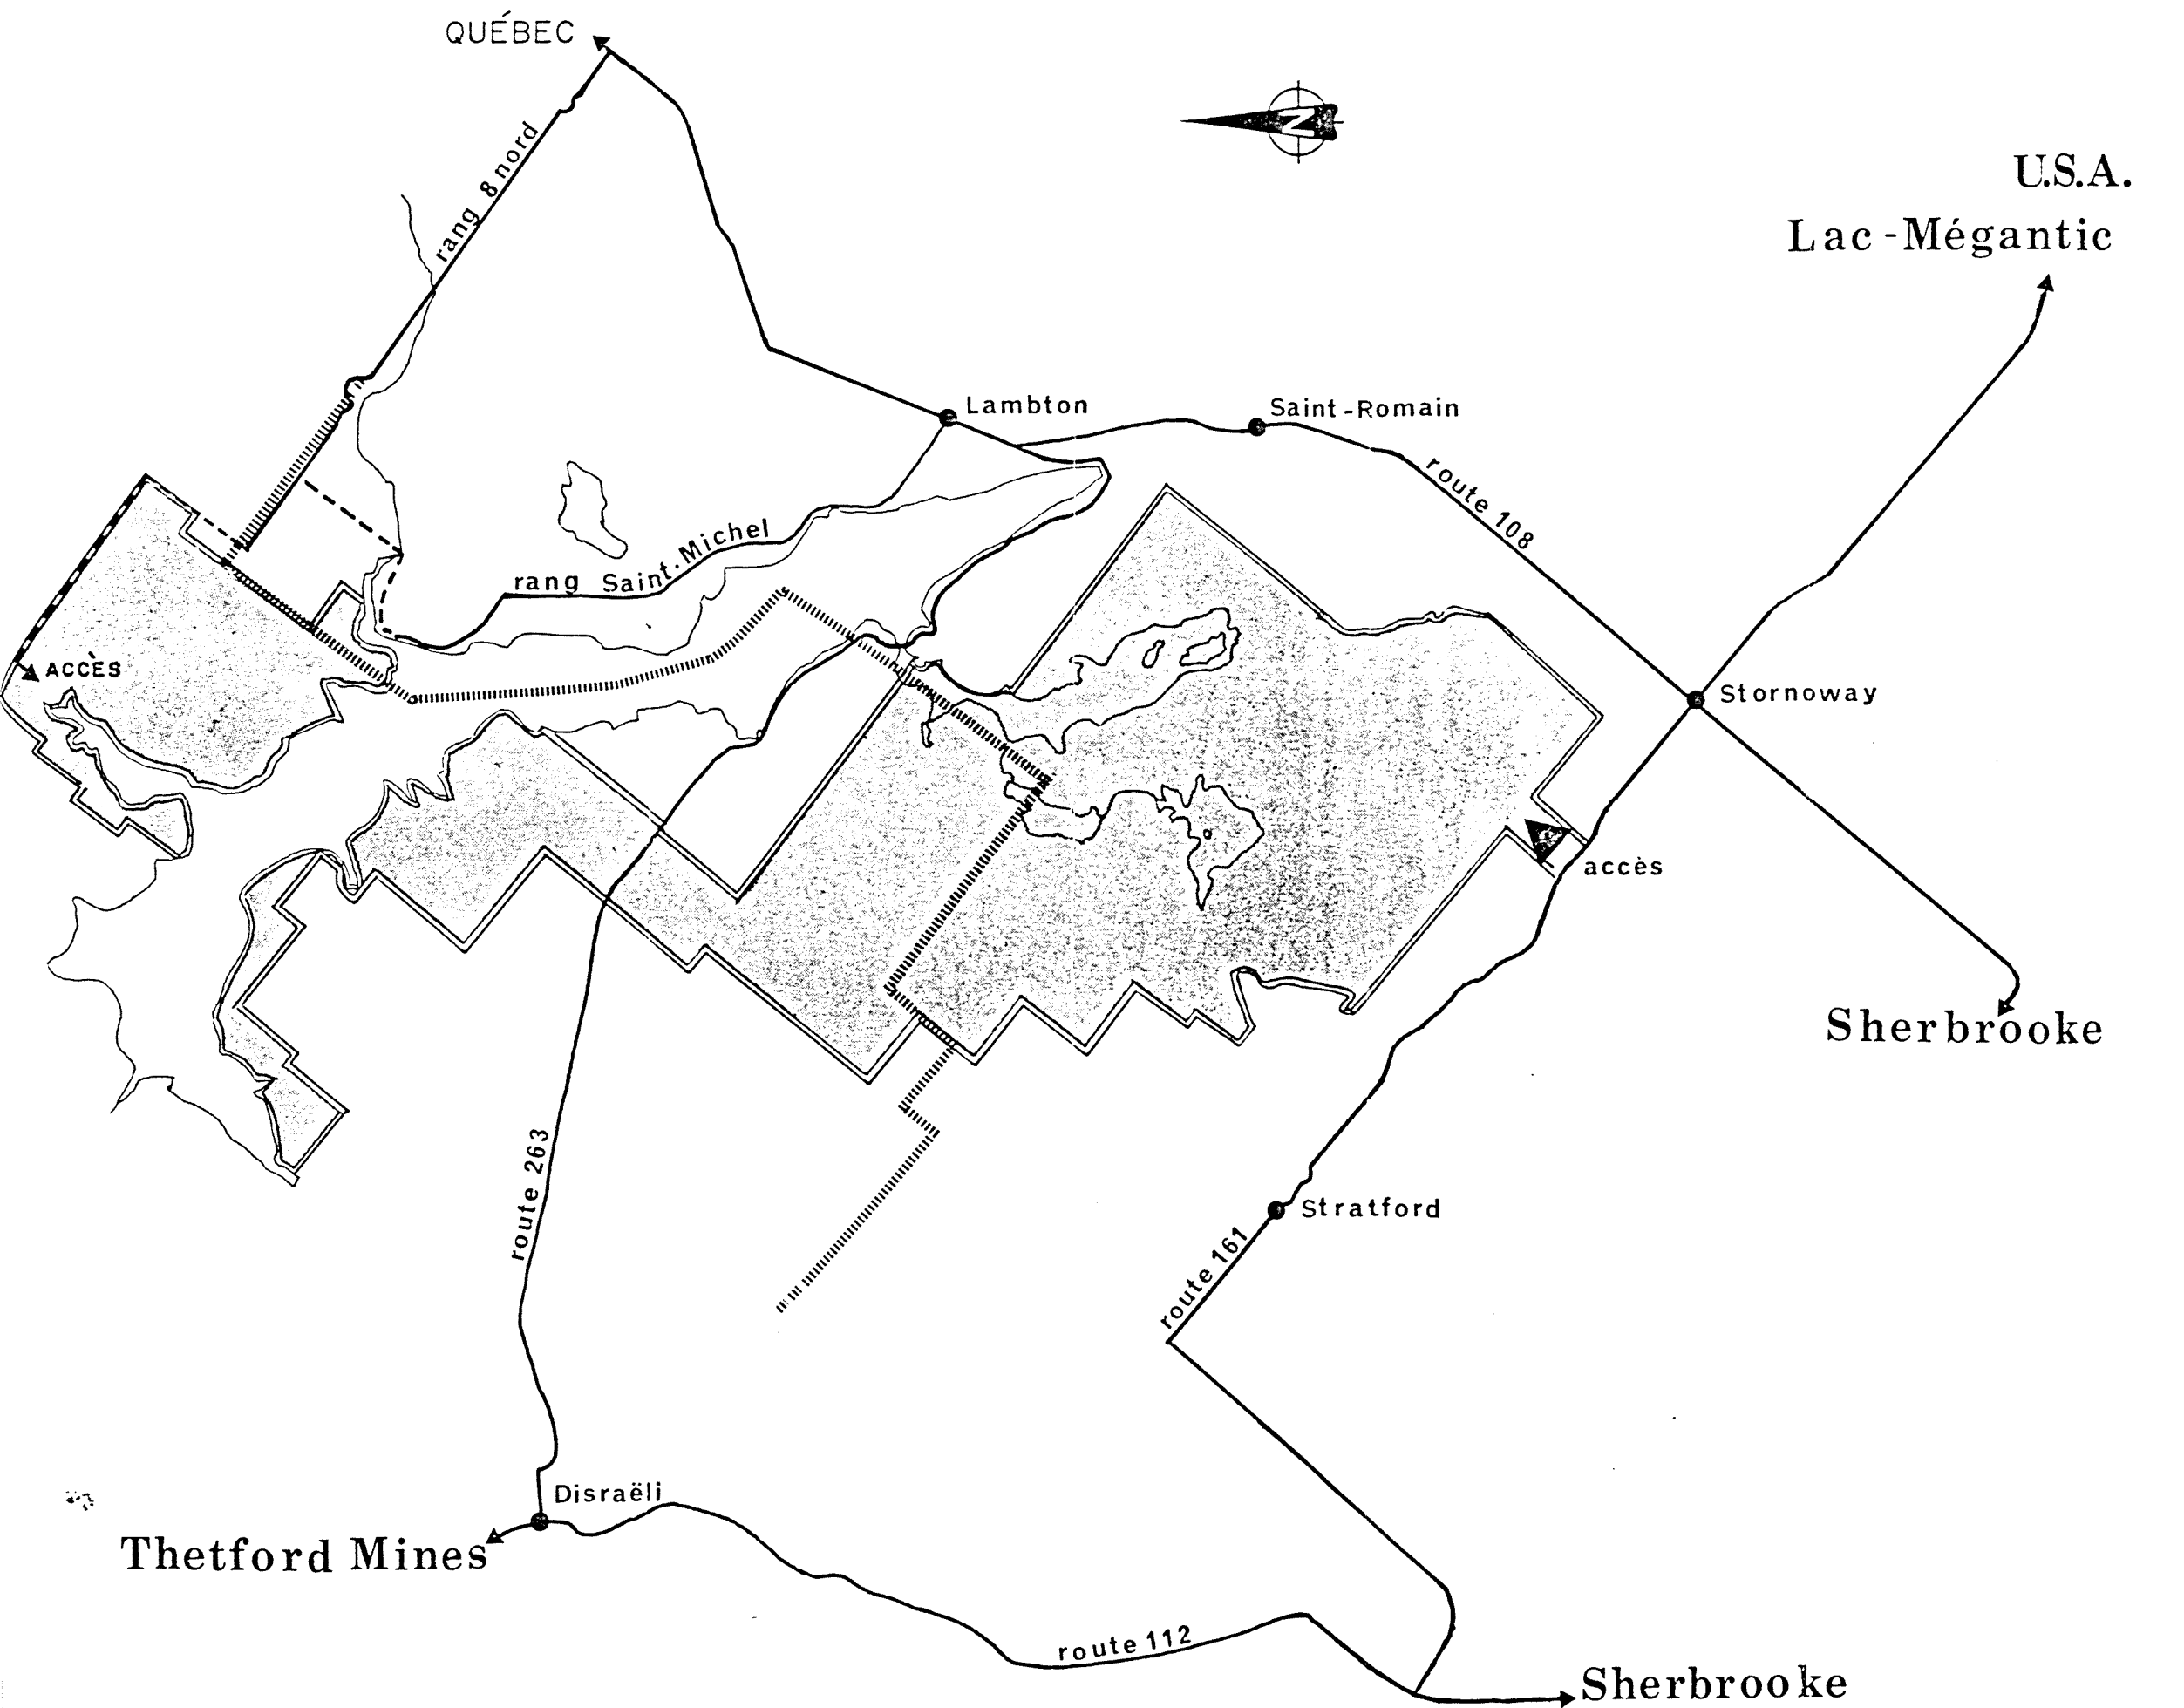 QUÉBEC
N
U.S.A.
Lac-Mégantic
rang 8 nord
Lambton
Saint-Romain
route 108
rang Saint-Michel
ACCÈS
Stornoway
accès
Sherbrooke
route 263
Stratford
route 161
Disraëli
Thetford Mines
route 112
Sherbrooke